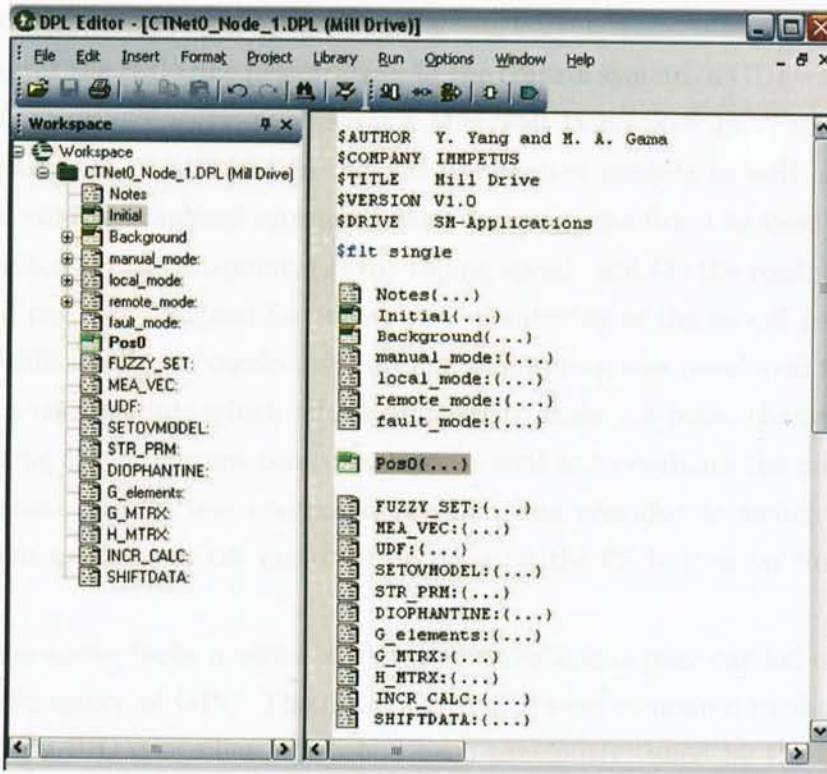 DPL Editor - [CTNet0_Node_1.DPL (Mill Drive)]
File Edit Insert Format Project Library Run Options Window Help
Workspace
Workspace
CTNet0_Node_1.DPL (Mill Drive)
Notes
Initial
Background
manual_mode:
local_mode:
remote_mode:
fault_mode:
Pos0
FUZZY_SET:
MEA_VEC:
UDF:
SETOVMODEL:
STR_PRM:
DIOPHANTINE:
G_elements:
G_MTRX:
H_MTRX:
INCR_CALC:
SHIFTDATA:
$AUTHOR Y. Yang and M. A. Gama
$COMPANY IMMPETUS
$TITLE Mill Drive
$VERSION V1.0
$DRIVE SM-Applications
$flt single
Notes(...)
Initial(...)
Background(...)
manual_mode:(...)
local_mode:(...)
remote_mode:(...)
fault_mode:(...)
Pos0(...)
FUZZY_SET:(...)
MEA_VEC:(...)
UDF:(...)
SETOVMODEL:(...)
STR_PRM:(...)
DIOPHANTINE:(...)
G_elements:(...)
G_MTRX:(...)
H_MTRX:(...)
INCR_CALC:(...)
SHIFTDATA:(...)